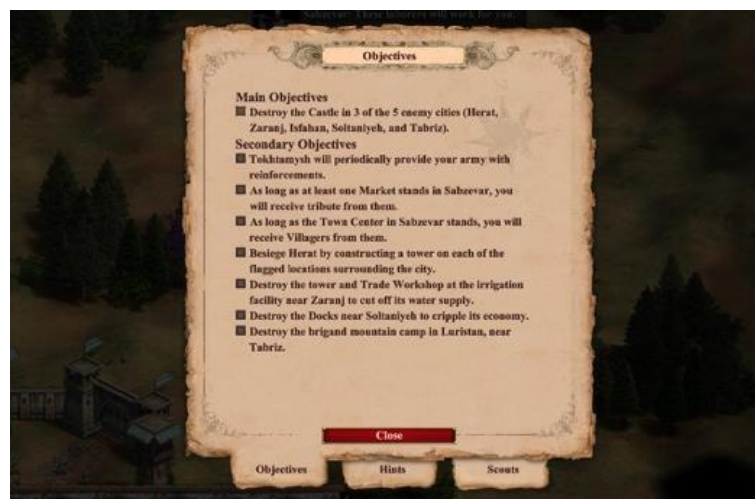 Sabzevar. These laborers will work for you.
Objectives
Main Objectives
Destroy the Castle in 3 of the 5 enemy cities (Herat,
Zaranj, Isfahan, Soltaniyeh, and Tabriz).
Secondary Objectives
Tokhtamysh will periodically provide your army with
reinforcements.
As long as at least one Market stands in Sabzevar, you
will receive tribute from them.
As long as the Town Center in Sabzevar stands, you will
receive Villagers from them.
Besiege Herat by constructing a tower on each of the
flagged locations surrounding the city.
Destroy the tower and Trade Workshop at the irrigation
facility near Zaranj to cut off its water supply.
Destroy the Docks near Soltaniyeh to cripple its economy.
Destroy the brigand mountain camp in Luristan, near
Tabriz.
Close
Objectives
Hints
Scouts